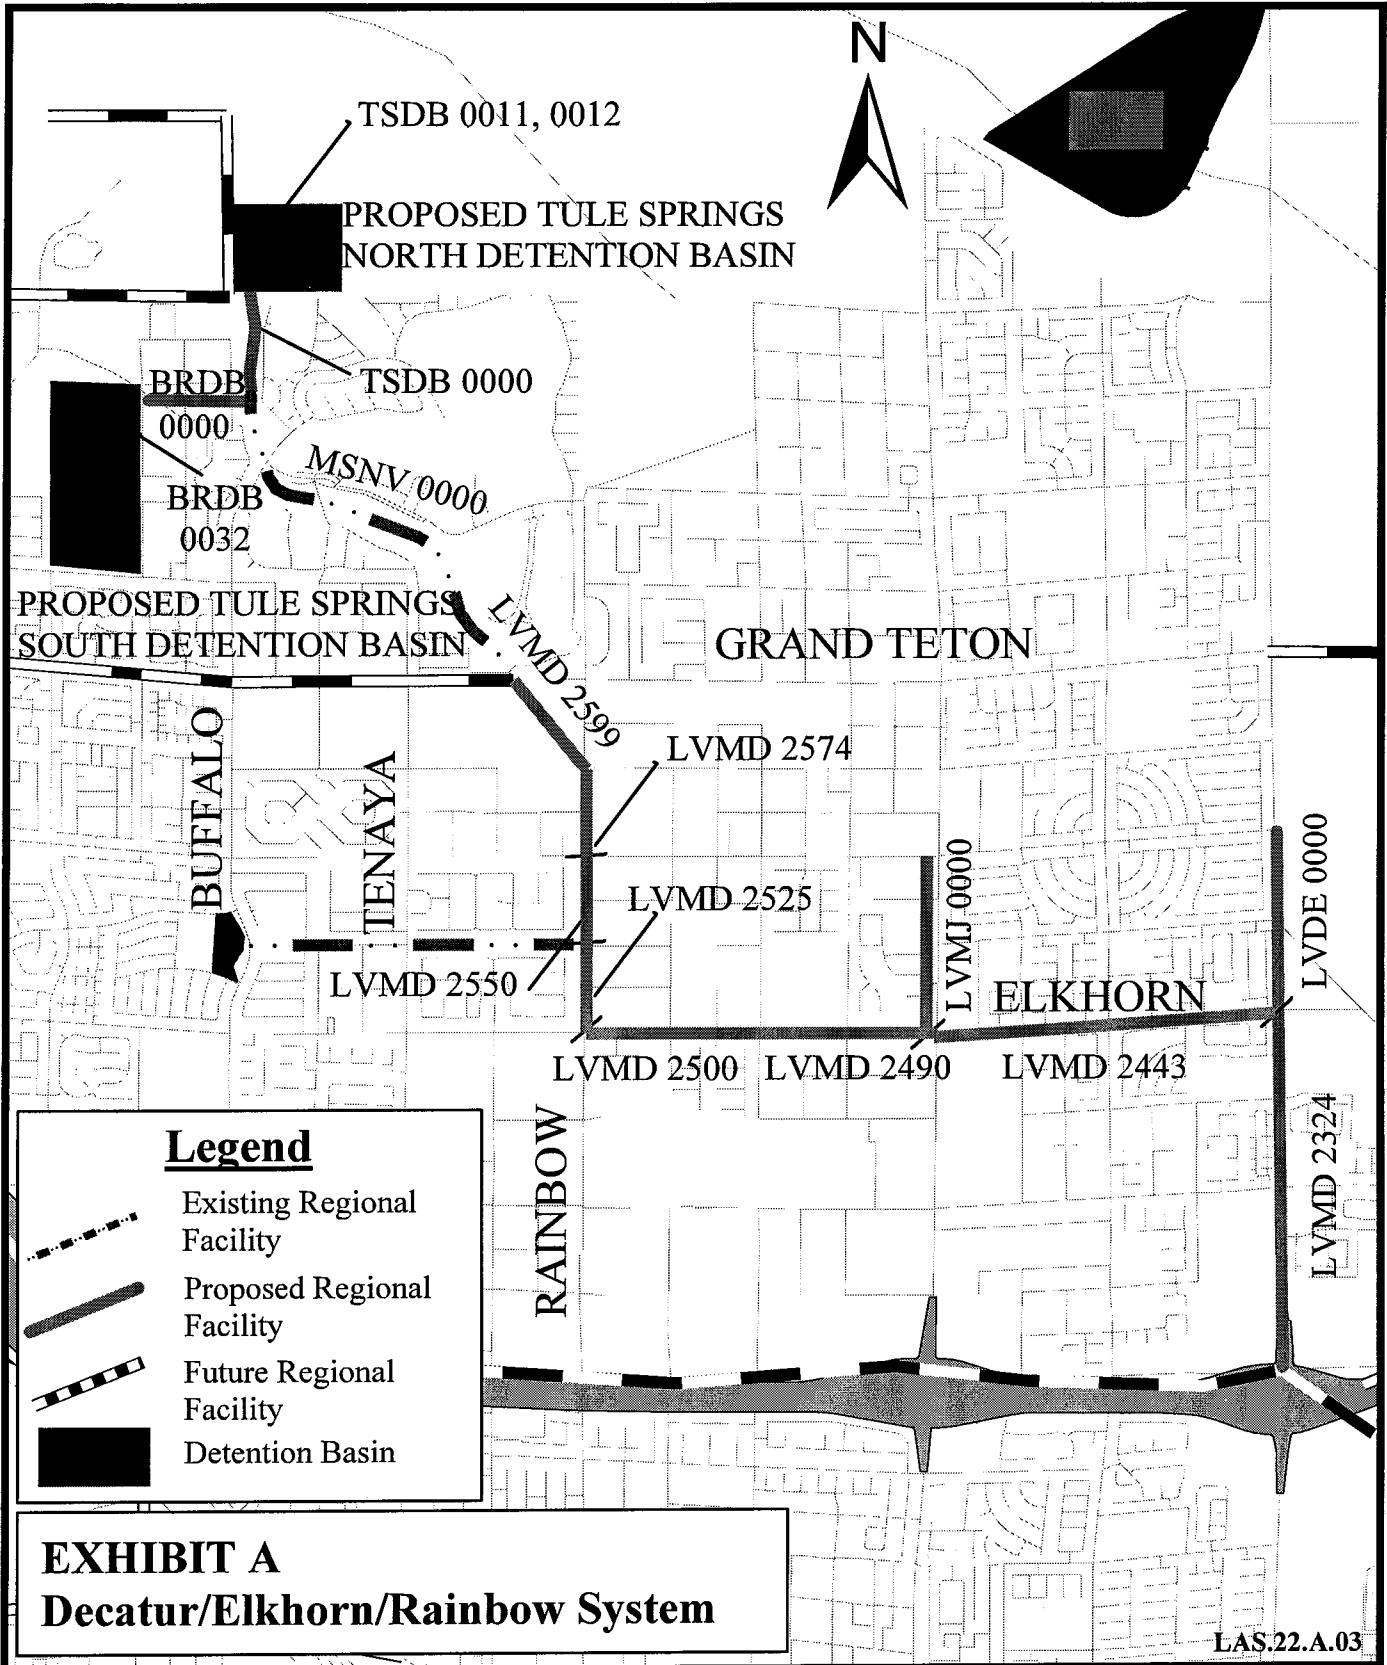 N
TSDB 0011, 0012
PROPOSED TULE SPRINGS
NORTH DETENTION BASIN
TSDB 0000
BRDB
0000
MSNV 0000
BRDB
0032
PROPOSED TULE SPRINGS
SOUTH DETENTION BASIN
LVMD 2599
GRAND TETON
BUFFALO
TENAYA
LVMD 2574
LVMD 2525
LVMD 2550
LVMJ 0000
LVDE 0000
ELKHORN
LVMD 2500
LVMD 2490
LVMD 2443
RAINBOW
LVMD 2324
Legend
Existing Regional
Facility
Proposed Regional
Facility
Future Regional
Facility
Detention Basin
EXHIBIT A
Decatur/Elkhorn/Rainbow System
LAS.22.A.03